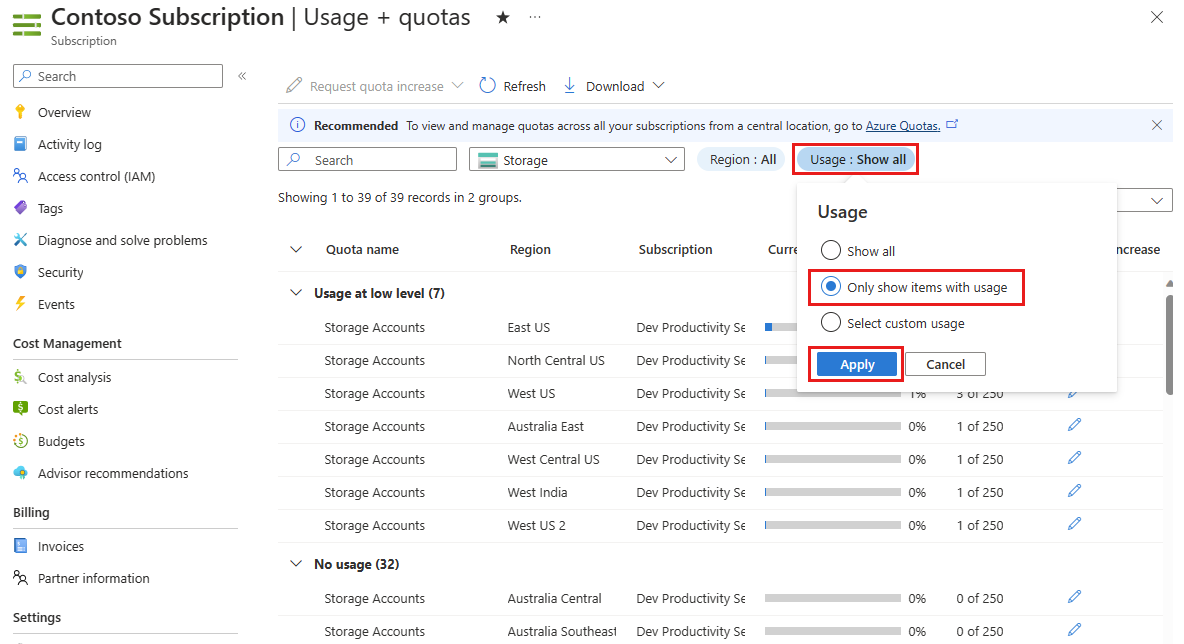 Contoso Subscription | Usage + quotas
Subscription
Search
Overview
Activity log
Access control (IAM)
Tags
Diagnose and solve problems
Security
Events
Cost Management
Cost analysis
Cost alerts
Budgets
Advisor recommendations
Billing
Invoices
Partner information
Settings
Request quota increase Refresh Download
Recommended To view and manage quotas across all your subscriptions from a central location, go to Azure Quotas.
Search Storage Region : All Usage : Show all
Showing 1 to 39 of 39 records in 2 groups.
Usage
Show all
Only show items with usage
Select custom usage
Apply Cancel
Quota name Region Subscription Curre ncrease
Usage at low level (7)
Storage Accounts East US Dev Productivity Se
Storage Accounts North Central US Dev Productivity Se
Storage Accounts West US Dev Productivity Se 1% 3 of 250
Storage Accounts Australia East Dev Productivity Se 0% 1 of 250
Storage Accounts West Central US Dev Productivity Se 0% 1 of 250
Storage Accounts West India Dev Productivity Se 0% 1 of 250
Storage Accounts West US 2 Dev Productivity Se 0% 1 of 250
No usage (32)
Storage Accounts Australia Central Dev Productivity Se 0% 0 of 250
Storage Accounts Australia Southeast Dev Productivity Se 0% 0 of 250